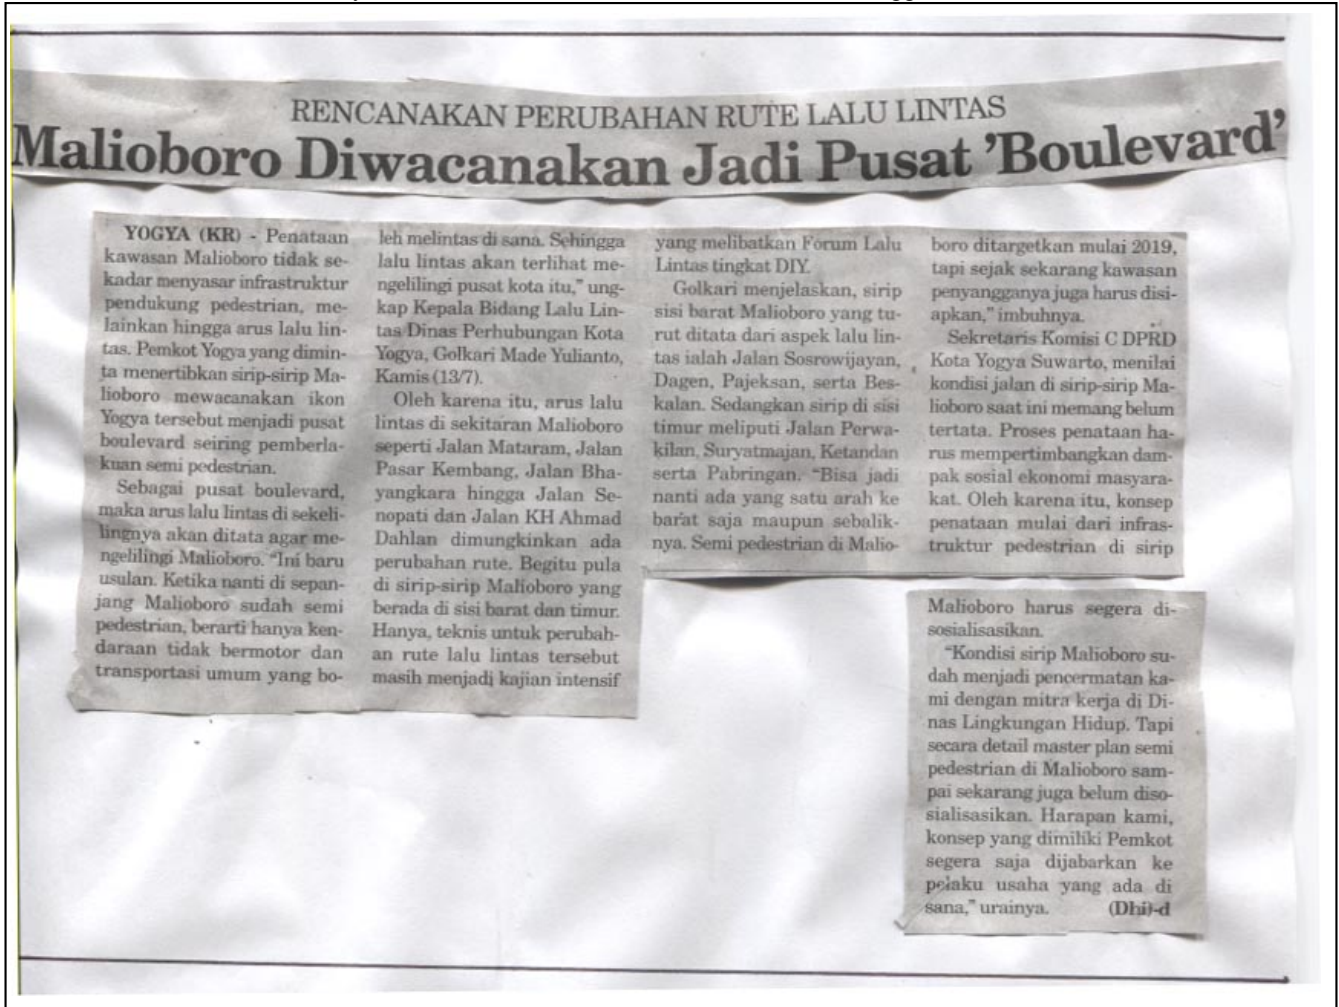 RENCANAKAN PERUBAHAN RUTE LALU LINTAS
Malioboro Diwacanakan Jadi Pusat 'Boulevard'
YOGYA (KR) - Penataan
kawasan Malioboro tidak se-
kadar menyasar infrastruktur
pendukung pedestrian, me-
lainkan hingga arus lalu lin-
tas. Pemkot Yogya yang dimin-
ta menertibkan sirip-sirip Ma-
lioboro mewacanakan ikon
Yogya tersebut menjadi pusat
boulevard seiring pemberla-
kuan semi pedestrian.
Sebagai pusat boulevard,
maka arus lalu lintas di sekeli-
lingnya akan ditata agar me-
ngelilingi Malioboro. "Ini baru
usulan. Ketika nanti di sepan-
jang Malioboro sudah semi
pedestrian, berarti hanya ken-
daraan tidak bermotor dan
transportasi umum yang bo-
leh melintas di sana. Sehingga
lalu lintas akan terlihat me-
ngelilingi pusat kota itu," ung-
kap Kepala Bidang Lalu Lin-
tas Dinas Perhubungan Kota
Yogya, Golkari Made Yulianto,
Kamis (13/7).
Oleh karena itu, arus lalu
lintas di sekitaran Malioboro
seperti Jalan Mataram, Jalan
Pasar Kembang, Jalan Bha-
yangkara hingga Jalan Se-
nopati dan Jalan KH Ahmad
Dahlan dimungkinkan ada
perubahan rute. Begitu pula
di sirip-sirip Malioboro yang
berada di sisi barat dan timur.
Hanya, teknis untuk perubah-
an rute lalu lintas tersebut
masih menjadi kajian intensif
yang melibatkan Forum Lalu
Lintas tingkat DIY.
Golkari menjelaskan, sirip
sisi barat Malioboro yang tu-
rut ditata dari aspek lalu lin-
tas ialah Jalan Sosrowijayan,
Dagen, Pajeksan, serta Bes-
kalan. Sedangkan sirip di sisi
timur meliputi Jalan Perwa-
kilan, Suryatmajan, Ketandan
serta Pabringan. "Bisa jadi
nanti ada yang satu arah ke
barat saja maupun sebalik-
nya. Semi pedestrian di Malio-
boro ditargetkan mulai 2019,
tapi sejak sekarang kawasan
penyangganya juga harus disi-
apkan," imbuhnya.
Sekretaris Komisi C DPRD
Kota Yogya Suwarto, menilai
kondisi jalan di sirip-sirip Ma-
lioboro saat ini memang belum
tertata. Proses penataan ha-
rus mempertimbangkan dam-
pak sosial ekonomi masyara-
kat. Oleh karena itu, konsep
penataan mulai dari infras-
truktur pedestrian di sirip
Malioboro harus segera di-
sosialisasikan.
"Kondisi sirip Malioboro su-
dah menjadi pencermatan ka-
mi dengan mitra kerja di Di-
nas Lingkungan Hidup. Tapi
secara detail master plan semi
pedestrian di Malioboro sam-
pai sekarang juga belum diso-
sialisasikan. Harapan kami,
konsep yang dimiliki Pemkot
segera saja dijabarkan ke
pelaku usaha yang ada di
sana," urainya. (Dhi)-d